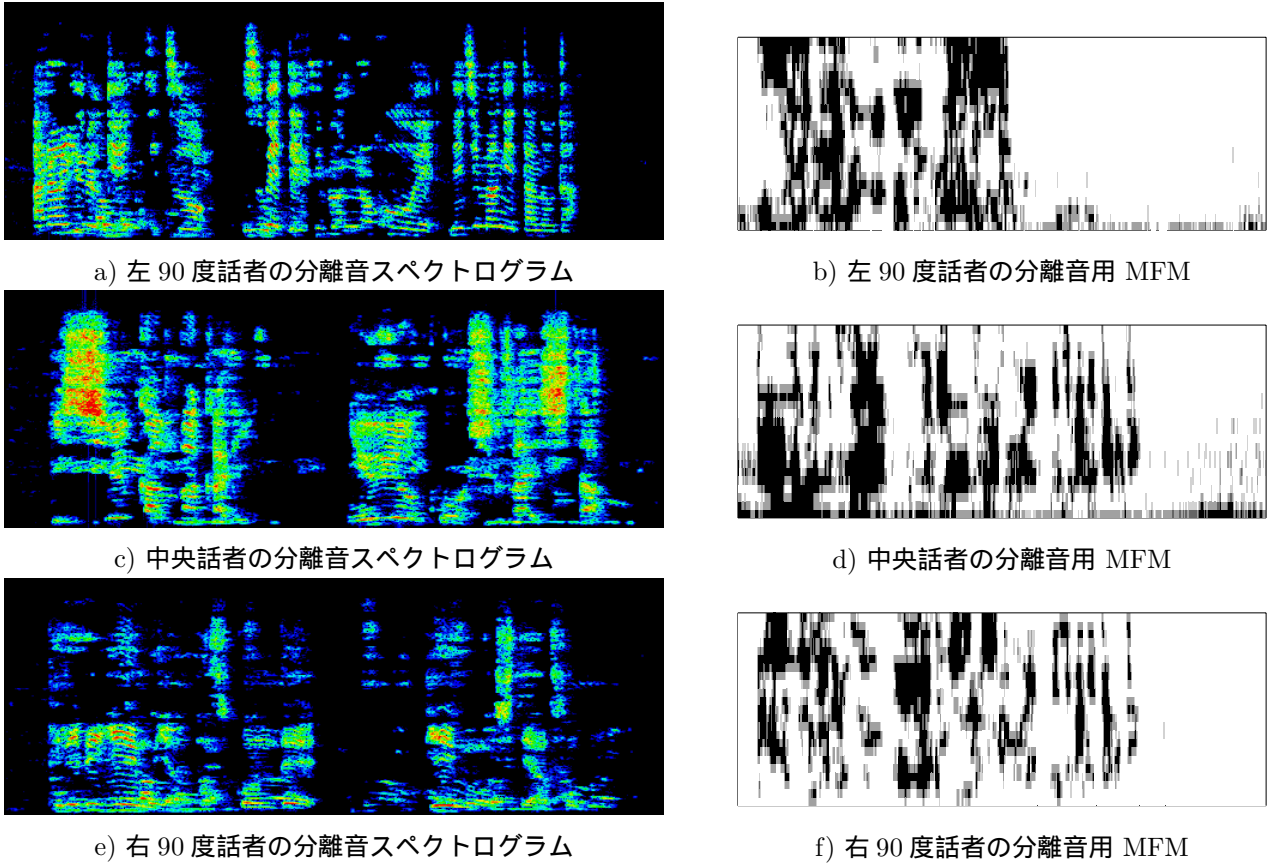 a) 左 90 度話者の分離音スペクトログラム
b) 左 90 度話者の分離音用 MFM
c) 中央話者の分離音スペクトログラム
d) 中央話者の分離音用 MFM
e) 右 90 度話者の分離音スペクトログラム
f) 右 90 度話者の分離音用 MFM